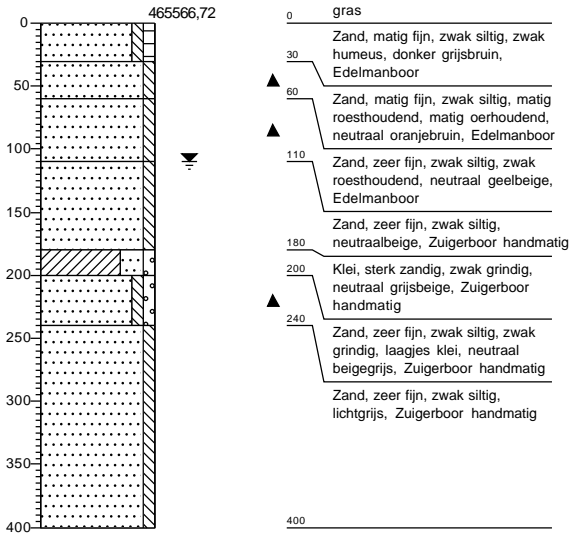 465566,72
0
50
100
150
200
250
300
350
400
0
gras
Zand, matig fijn, zwak siltig, zwak
humeus, donker grijsbruin,
Edelmanboor
30
Zand, matig fijn, zwak siltig, matig
roesthoudend, matig oerhoudend,
neutraal oranjebruin, Edelmanboor
60
Zand, zeer fijn, zwak siltig, zwak
roesthoudend, neutraal geelbeige,
Edelmanboor
110
Zand, zeer fijn, zwak siltig,
neutraalbeige, Zuigerboor handmatig
180
Klei, sterk zandig, zwak grindig,
neutraal grijsbeige, Zuigerboor
handmatig
200
Zand, zeer fijn, zwak siltig, zwak
grindig, laagjes klei, neutraal
beigegrijs, Zuigerboor handmatig
240
Zand, zeer fijn, zwak siltig,
lichtgrijs, Zuigerboor handmatig
400